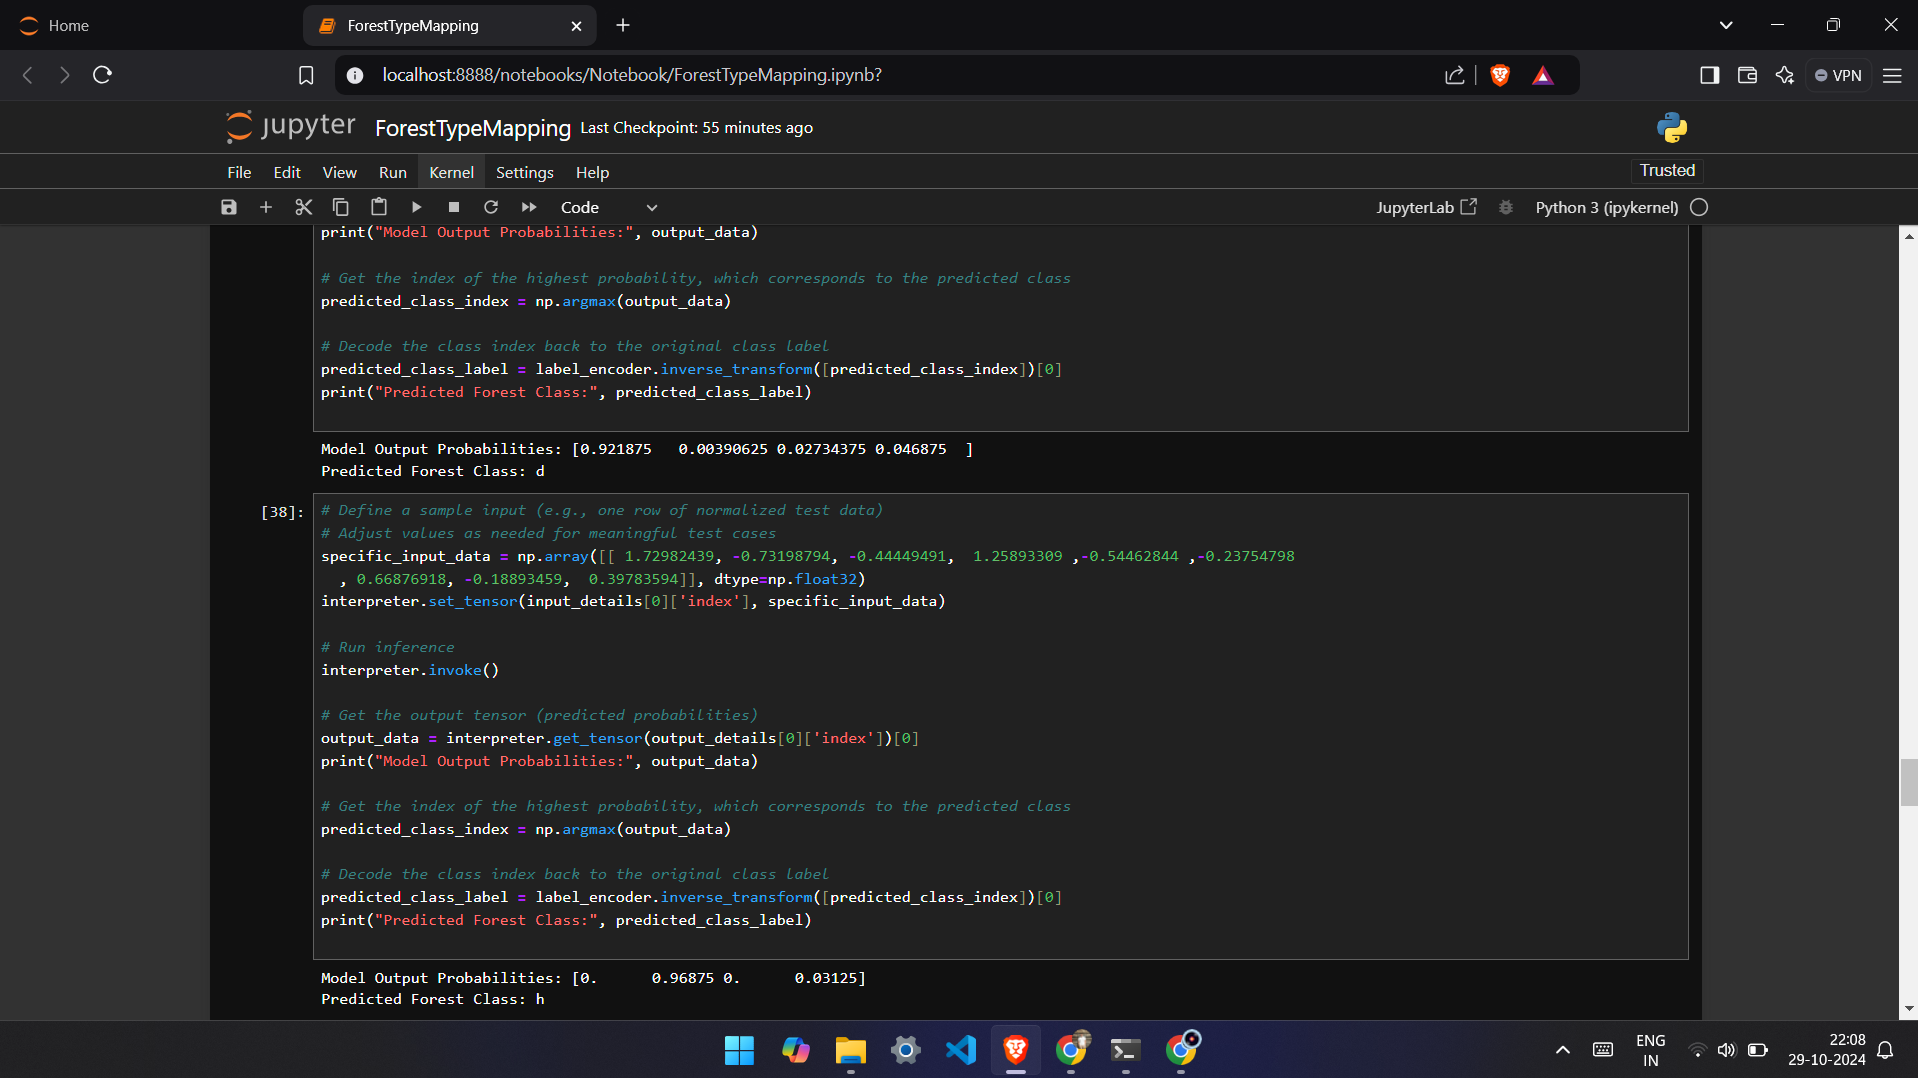 Home
ForestTypeMapping
localhost:8888/notebooks/Notebook/ForestTypeMapping.ipynb?
VPN
jupyter ForestTypeMapping Last Checkpoint: 55 minutes ago
File Edit View Run Kernel Settings Help
Trusted
Code
JupyterLab
Python 3 (ipykernel)
print("Model Output Probabilities:", output_data)
# Get the index of the highest probability, which corresponds to the predicted class
predicted_class_index = np.argmax(output_data)
# Decode the class index back to the original class label
predicted_class_label = label_encoder.inverse_transform([predicted_class_index])[0]
print("Predicted Forest Class:", predicted_class_label)
Model Output Probabilities: [0.921875   0.00390625 0.02734375 0.046875  ]
Predicted Forest Class: d
[38]:
# Define a sample input (e.g., one row of normalized test data)
# Adjust values as needed for meaningful test cases
specific_input_data = np.array([[ 1.72982439, -0.73198794, -0.44449491,  1.25893309 ,-0.54462844 ,-0.23754798
, 0.66876918, -0.18893459,  0.39783594]], dtype=np.float32)
interpreter.set_tensor(input_details[0]['index'], specific_input_data)
# Run inference
interpreter.invoke()
# Get the output tensor (predicted probabilities)
output_data = interpreter.get_tensor(output_details[0]['index'])[0]
print("Model Output Probabilities:", output_data)
# Get the index of the highest probability, which corresponds to the predicted class
predicted_class_index = np.argmax(output_data)
# Decode the class index back to the original class label
predicted_class_label = label_encoder.inverse_transform([predicted_class_index])[0]
print("Predicted Forest Class:", predicted_class_label)
Model Output Probabilities: [0.      0.96875 0.      0.03125]
Predicted Forest Class: h
ENG
IN
22:08
29-10-2024